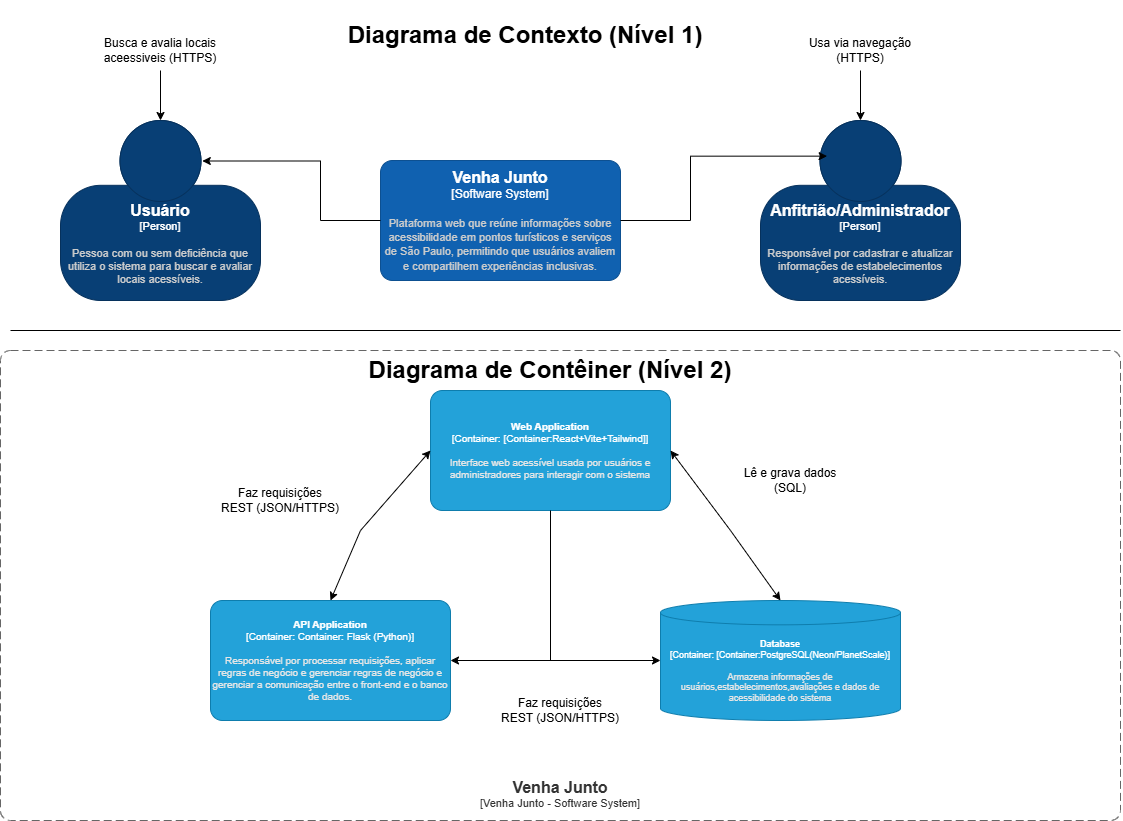 Diagrama de Contexto (Nível 1)
Busca e avalia locais
aceessiveis (HTTPS)
Usa via navegação
(HTTPS)
Usuário
[Person]
Pessoa com ou sem deficiência que
utiliza o sistema para buscar e avaliar
locais acessíveis.
Venha Junto
[Software System]
Plataforma web que reúne informações sobre
acessibilidade em pontos turísticos e serviços
de São Paulo, permitindo que usuários avaliem
e compartilhem experiências inclusivas.
Anfitrião/Administrador
[Person]
Responsável por cadastrar e atualizar
informações de estabelecimentos
acessíveis.
Diagrama de Contêiner (Nível 2)
Web Application
[Container: [Container:React+Vite+Tailwind]]
Interface web acessível usada por usuários e
administradores para interagir com o sistema
Faz requisições
REST (JSON/HTTPS)
Lê e grava dados
(SQL)
API Application
[Container: Container: Flask (Python)]
Responsável por processar requisições, aplicar
regras de negócio e gerenciar regras de negócio e
gerenciar a comunicação entre o front-end e o banco
de dados.
Database
[Container: [Container:PostgreSQL(Neon/PlanetScale)]
Armazena informações de
usuários,estabelecimentos,avaliações e dados de
acessibilidade do sistema
Faz requisições
REST (JSON/HTTPS)
Venha Junto
[Venha Junto - Software System]